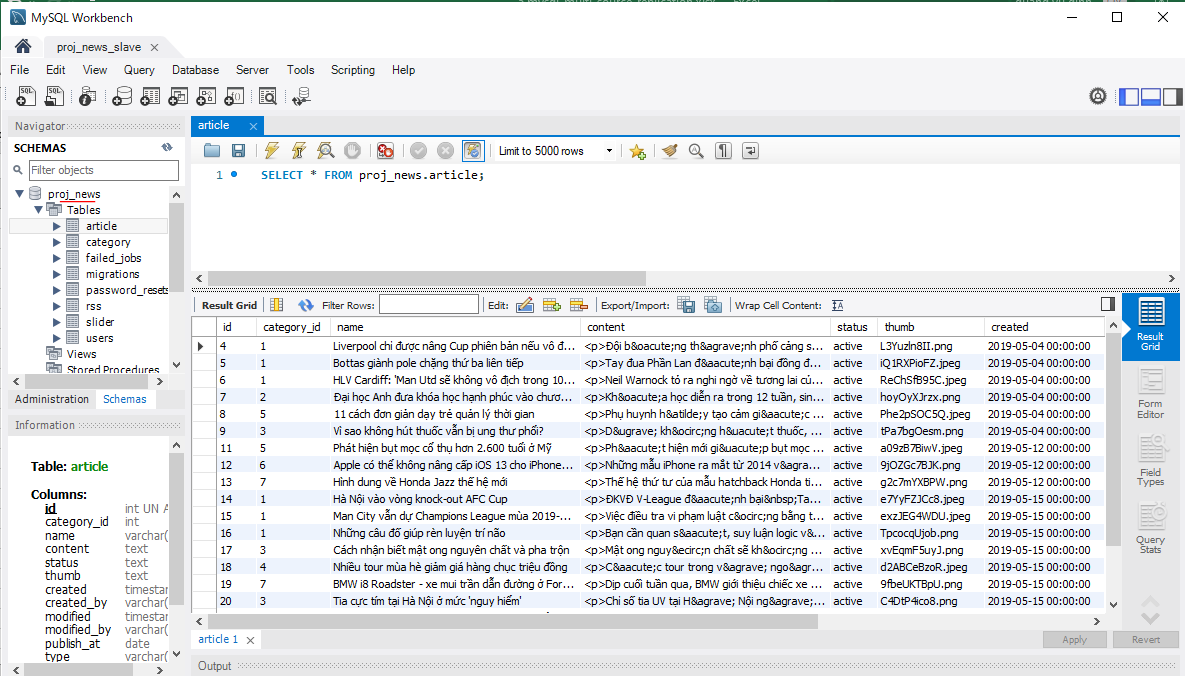 MySQL Workbench
proj_news_slave
File Edit View Query Database Server Tools Scripting Help
Navigator
SCHEMAS
Filter objects
proj_news
Tables
article
category
failed_jobs
migrations
password_resets
rss
slider
users
Views
Stored Procedures
Administration Schemas
Information
Table: article
Columns:
id int UN A
category_id int
name varchar(
content text
status text
thumb text
created timestam
created_by varchar(
modified timestam
modified_by varchar(
publish_at date
type varchar(
article
Limit to 5000 rows
1 SELECT * FROM proj_news.article;
Result Grid Filter Rows: Edit: Export/Import: Wrap Cell Content:
id category_id name content status thumb created
4 1 Liverpool chỉ được nâng Cup phiên bản nếu vô đ... <p>Đội b&oacute;ng th&agrave;nh phố cảng s... active L3Yuzln8II.png 2019-05-04 00:00:00
5 1 Bottas giành pole chặng thứ ba liên tiếp <p>Tay đua Phần Lan đ&aacute;nh bại đồng đ... active iQ1RXPioFZ.jpeg 2019-05-04 00:00:00
6 1 HLV Cardiff: 'Man Utd sẽ không vô địch trong 10... <p>Neil Warnock tỏ ra nghi ngờ về tương lai củ... active ReChSfB95C.jpeg 2019-05-04 00:00:00
7 2 Đại học Anh đưa khóa học hạnh phúc vào chươ... <p>Kh&oacute;a học diễn ra trong 12 tuần, sin... active hoyOyXJrzx.png 2019-05-04 00:00:00
8 5 11 cách đơn giản dạy trẻ quản lý thời gian <p>Phụ huynh h&atilde;y tạo cảm gi&aacute;c ... active Phe2pSOC5Q.jpeg 2019-05-04 00:00:00
9 3 Vì sao không hút thuốc vẫn bị ung thư phổi? <p>D&ugrave; kh&ocirc;ng h&uacute;t thuốc, ... active tPa7bgOesm.png 2019-05-04 00:00:00
11 5 Phát hiện bụt mọc cổ thụ hơn 2.600 tuổi ở Mỹ <p>Ph&aacute;t hiện mới gi&uacute;p bụt mọc ... active a09zB7BiwV.jpeg 2019-05-12 00:00:00
12 6 Apple có thể không nâng cấp iOS 13 cho iPhone... <p>Những mẫu iPhone ra mắt từ 2014 v&agra... active 9jOZGc7BJK.png 2019-05-12 00:00:00
13 7 Hình dung về Honda Jazz thế hệ mới <p>Thế hệ thứ tư của mẫu hatchback Honda ti... active g2c7mYXBPW.png 2019-05-12 00:00:00
14 1 Hà Nội vào vòng knock-out AFC Cup <p>ĐKVĐ V-League đ&aacute;nh bại&nbsp;Ta... active e7YyFZJCc8.jpeg 2019-05-15 00:00:00
15 1 Man City vẫn dự Champions League mùa 2019-... <p>Việc điều tra vi phạm luật c&ocirc;ng bằng t... active exzJEG4WDU.jpeg 2019-05-15 00:00:00
16 1 Những câu đố giúp rèn luyện trí não <p>Bạn cần quan s&aacute;t, suy luận logic v&... active TpcocqUjob.png 2019-05-15 00:00:00
17 3 Cách nhận biết mật ong nguyên chất và pha trộn <p>Mật ong nguy&ecirc;n chất sẽ kh&ocirc;ng ... active xvEqmF5uyJ.png 2019-05-15 00:00:00
18 4 Nhiều tour mùa hè giảm giá hàng chục triệu đồng <p>C&aacute;c tour trong v&agrave; ngo&agra... active d2ABCeBzoR.jpeg 2019-05-15 00:00:00
19 7 BMW i8 Roadster - xe mui trần dẫn đường ở For... <p>Dịp cuối tuần qua, BMW giới thiệu chiếc xe ... active 9fbeUKTBpU.png 2019-05-15 00:00:00
20 3 Tia cực tím tại Hà Nội ở mức 'nguy hiểm' <p>Chỉ số tia UV tại H&agrave; Nội ng&agrave;... active C4DtP4ico8.png 2019-05-15 00:00:00
Result Grid
Form Editor
Field Types
Query Stats
article 1
Apply Revert
Output